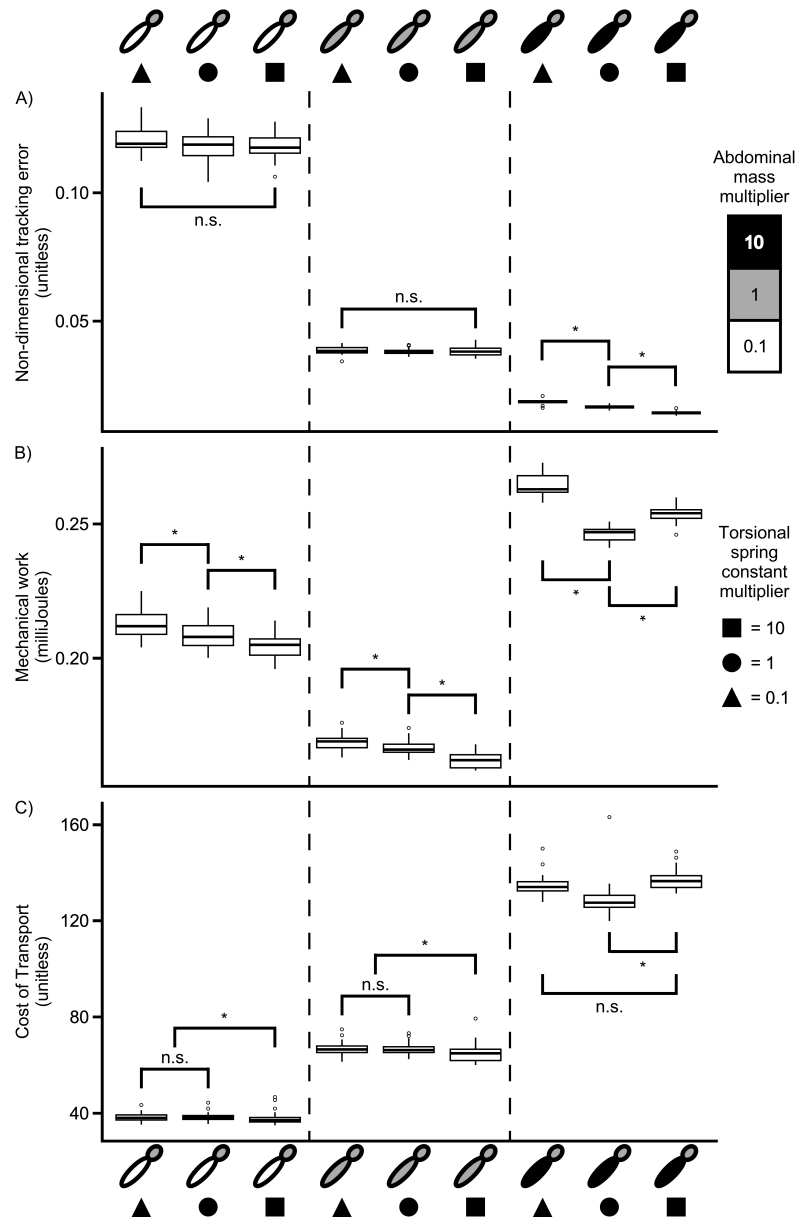 A)
Non-dimensional tracking error
(unitless)
0.10
0.05
n.s.
n.s.
*
*
Abdominal
mass
multiplier
10
1
0.1
B)
Mechanical work
(milliJoules)
0.25
0.20
*
*
*
*
*
*
Torsional
spring
constant
multiplier
= 10
= 1
= 0.1
C)
Cost of Transport
(unitless)
160
120
80
40
n.s.
*
n.s.
*
*
n.s.